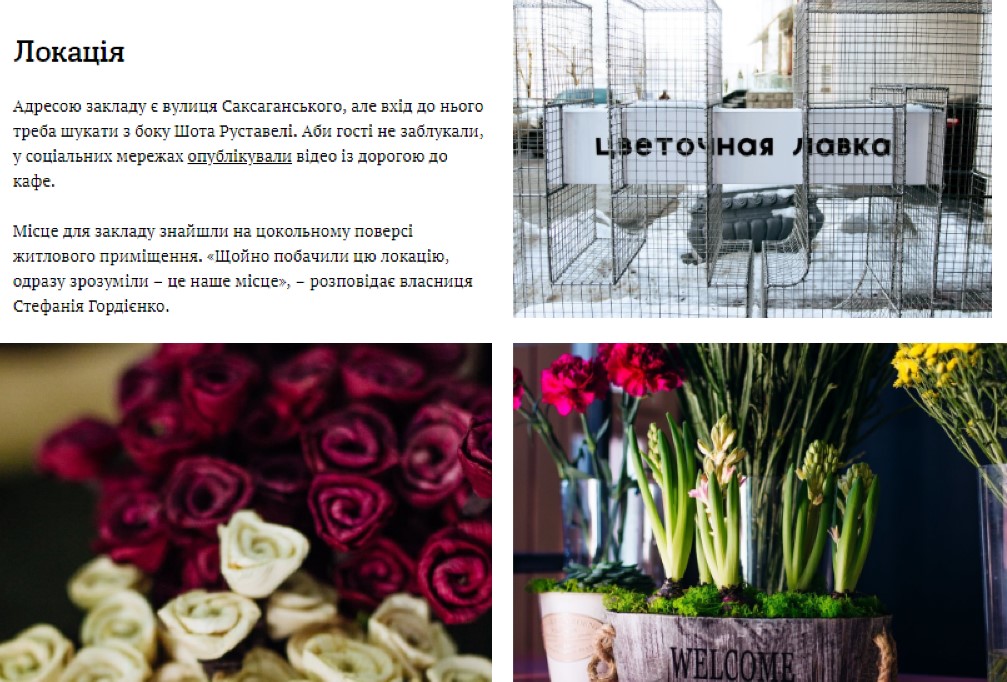 Локація
Адресою закладу є вулиця Саксаганського, але вхід до нього
треба шукати з боку Шота Руставелі. Аби гості не заблукали,
у соціальних мережах опублікували відео із дорогою до
кафе.
Місце для закладу знайшли на цокольному поверсі
житлового приміщення. «Щойно побачили цю локацію,
одразу зрозуміли – це наше місце», – розповідає власниця
Стефанія Гордієнко.
цветочная лавка
WELCOME